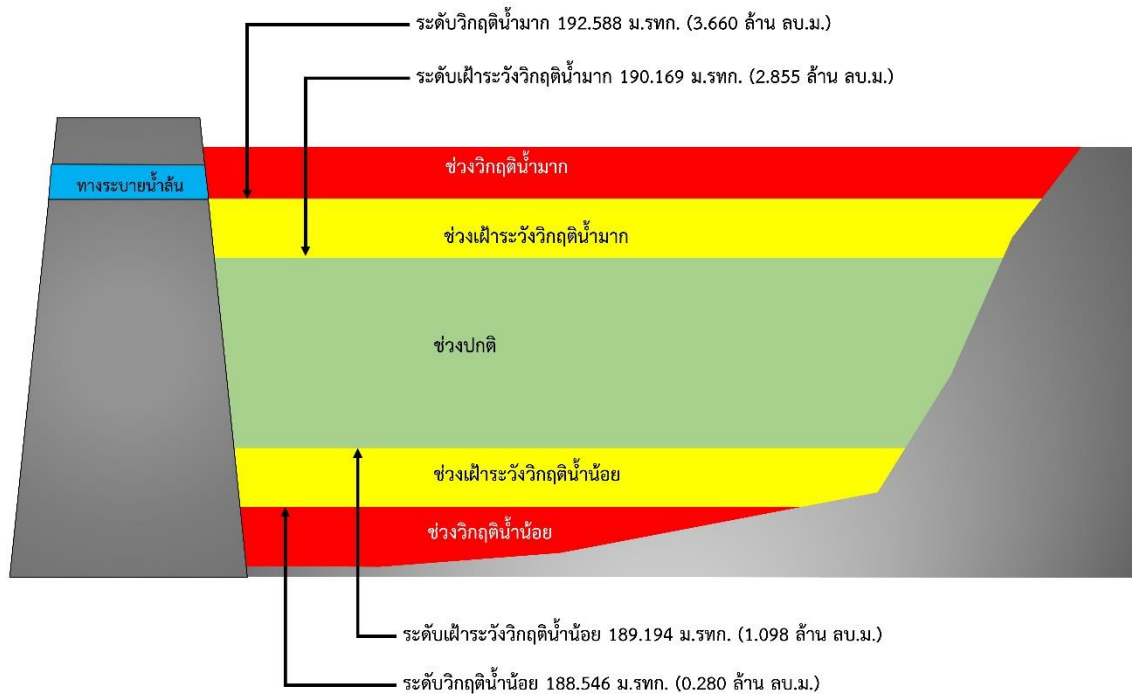 ระดับวิกฤติน้ำมาก 192.588 ม.รทก. (3.660 ล้าน ลบ.ม.)
ระดับเฝ้าระวังวิกฤติน้ำมาก 190.169 ม.รทก. (2.855 ล้าน ลบ.ม.)
ช่วงวิกฤติน้ำมาก
ทางระบายน้ำล้น
ช่วงเฝ้าระวังวิกฤติน้ำมาก
ช่วงปกติ
ช่วงเฝ้าระวังวิกฤติน้ำน้อย
ช่วงวิกฤติน้ำน้อย
ระดับเฝ้าระวังวิกฤติน้ำน้อย 189.194 ม.รทก. (1.098 ล้าน ลบ.ม.)
ระดับวิกฤติน้ำน้อย 188.546 ม.รทก. (0.280 ล้าน ลบ.ม.)